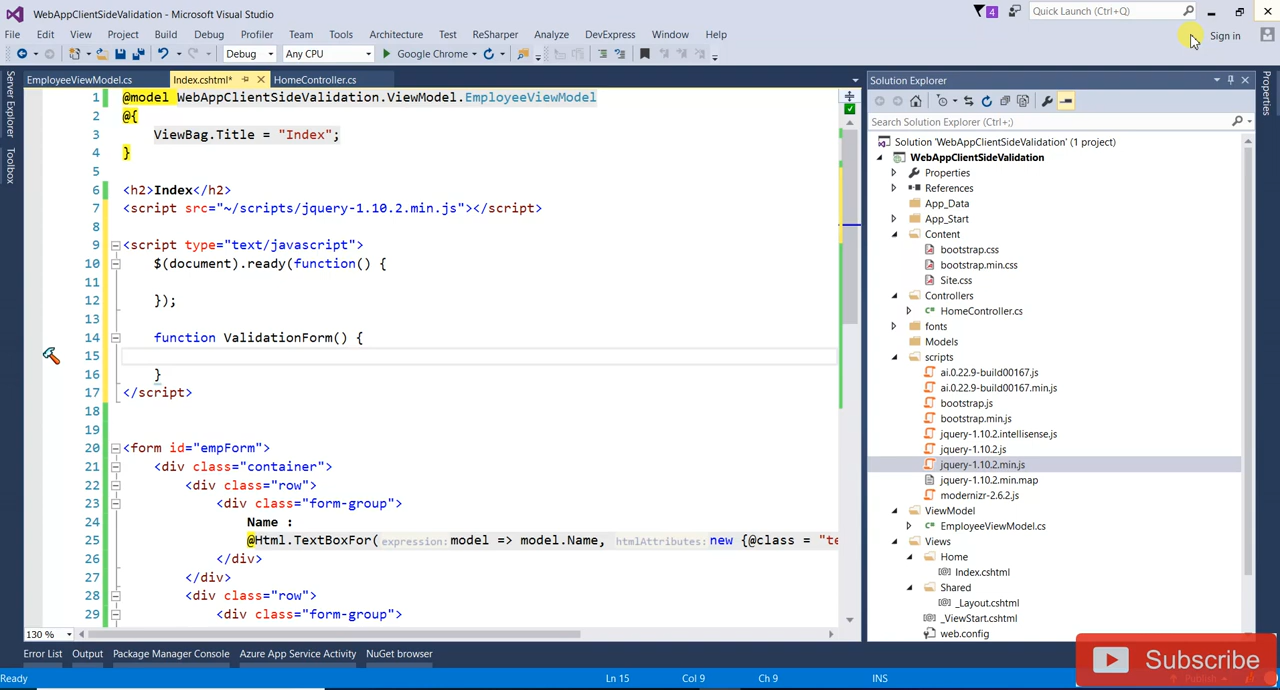 WebAppClientSideValidation - Microsoft Visual Studio
4
Quick Launch (Ctrl+Q)
File Edit View Project Build Debug Profiler Team Tools Architecture Test ReSharper Analyze DevExpress Window Help
Sign in
Debug Any CPU Google Chrome
Server Explorer
Toolbox
EmployeeViewModel.cs Index.cshtml* HomeController.cs
1 @model WebAppClientSideValidation.ViewModel.EmployeeViewModel
2 @{
3 ViewBag.Title = "Index";
4 }
5
6 <h2>Index</h2>
7 <script src="~/scripts/jquery-1.10.2.min.js"></script>
8
9 <script type="text/javascript">
10 $(document).ready(function() {
11
12 });
13
14 function ValidationForm() {
15
16 }
17 </script>
18
19
20 <form id="empForm">
21 <div class="container">
22 <div class="row">
23 <div class="form-group">
24 Name :
25 @Html.TextBoxFor(expression: model => model.Name, htmlAttributes: new {@class = "te
26 </div>
27 </div>
28 <div class="row">
29 <div class="form-group">
130 %
Solution Explorer
Search Solution Explorer (Ctrl+;)
Solution 'WebAppClientSideValidation' (1 project)
WebAppClientSideValidation
Properties
References
App_Data
App_Start
Content
bootstrap.css
bootstrap.min.css
Site.css
Controllers
HomeController.cs
fonts
Models
scripts
ai.0.22.9-build00167.js
ai.0.22.9-build00167.min.js
bootstrap.js
bootstrap.min.js
jquery-1.10.2.intellisense.js
jquery-1.10.2.js
jquery-1.10.2.min.js
jquery-1.10.2.min.map
modernizr-2.6.2.js
ViewModel
EmployeeViewModel.cs
Views
Home
Index.cshtml
Shared
_Layout.cshtml
_ViewStart.cshtml
web.config
Properties
Error List Output Package Manager Console Azure App Service Activity NuGet browser
Subscribe
Ready Ln 15 Col 9 Ch 9 INS Publish